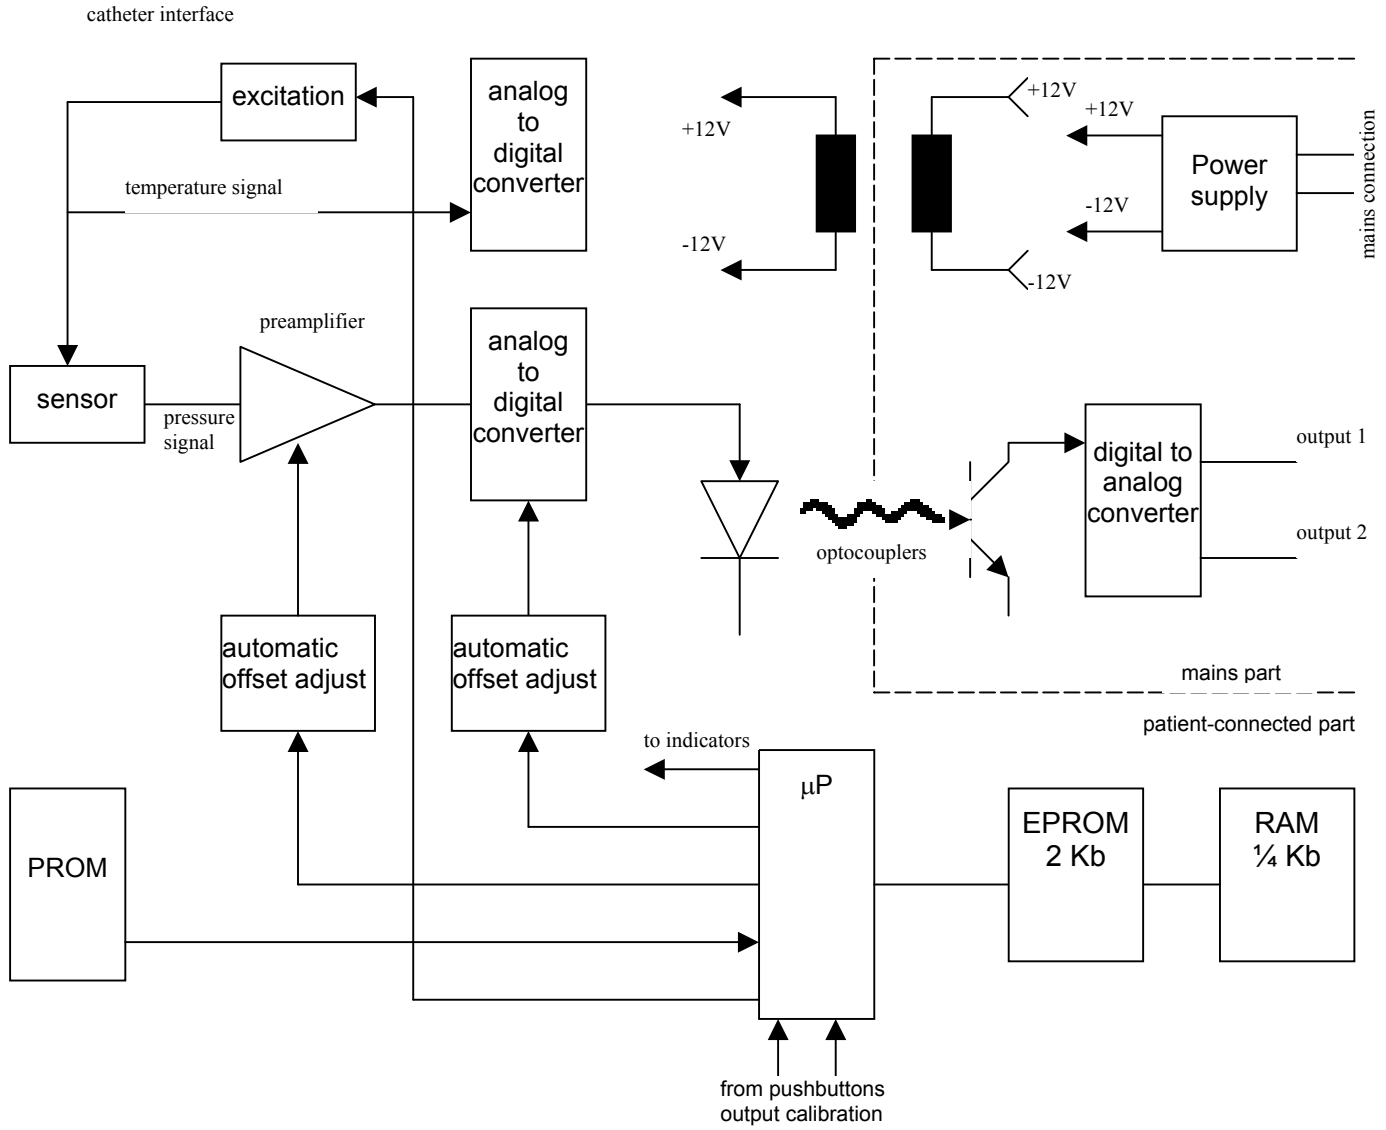 catheter interface
excitation
analog
to
digital
converter
temperature signal
+12V
-12V
+12V
-12V
+12V
-12V
Power
supply
mains connection
preamplifier
sensor
pressure
signal
analog
to
digital
converter
optocouplers
digital to
analog
converter
output 1
output 2
automatic
offset adjust
automatic
offset adjust
mains part
patient-connected part
to indicators
µP
PROM
EPROM
2 Kb
RAM
¼ Kb
from pushbuttons
output calibration